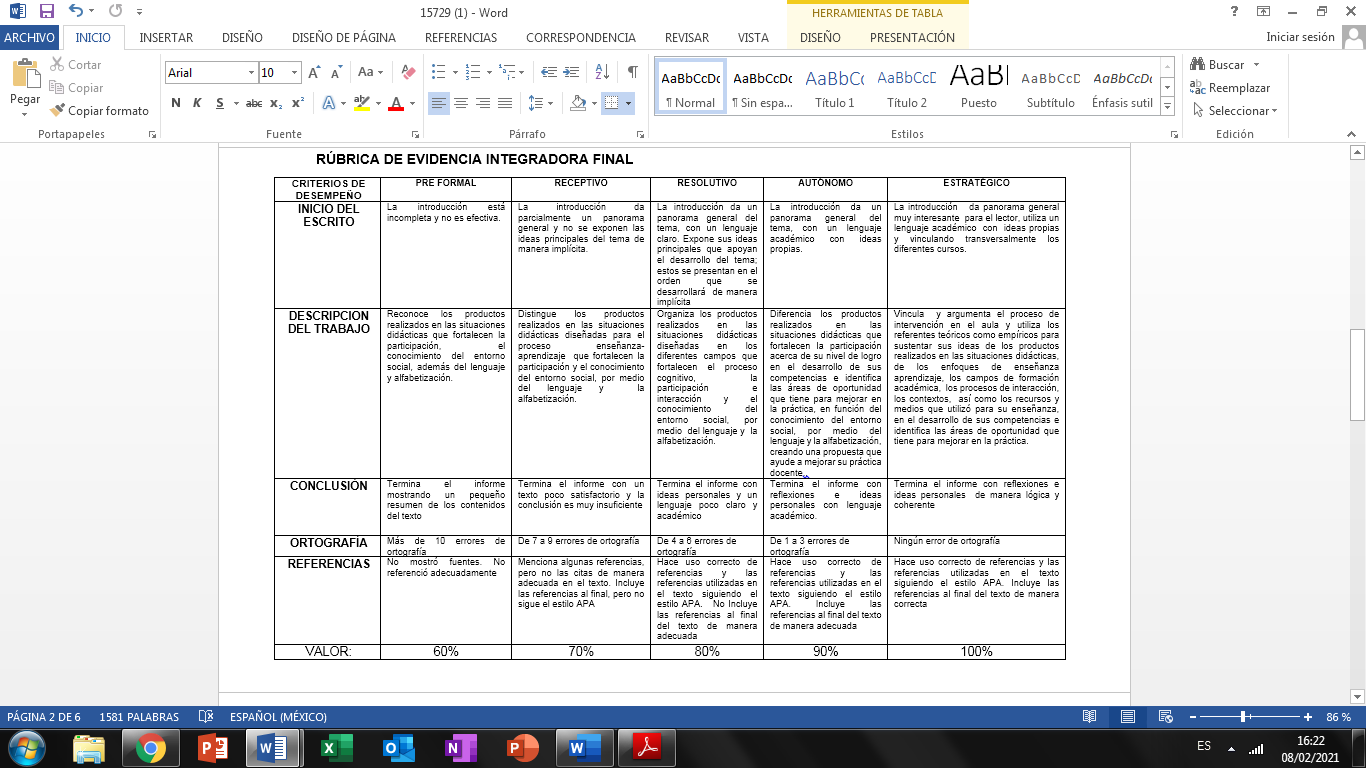 15729 (1) - Word
HERRAMIENTAS DE TABLA
ARCHIVO INICIO INSERTAR DISEÑO DISEÑO DE PÁGINA REFERENCIAS CORRESPONDENCIA REVISAR VISTA DISEÑO PRESENTACIÓN Iniciar sesión
Pegar
Cortar
Copiar
Copiar formato
Portapapeles
Arial 10
N K S abc x₂ x²
Fuente
Párrafo
AaBbCcDc AaBbCcDc AaBbCc AaBbCcD AaBl AaBbCcD AaBbCcDc
¶ Normal ¶ Sin espa... Título 1 Título 2 Puesto Subtítulo Énfasis sutil
Estilos
Buscar
Reemplazar
Seleccionar
Edición
RÚBRICA DE EVIDENCIA INTEGRADORA FINAL
CRITERIOS DE
DESEMPEÑO
PRE FORMAL
RECEPTIVO
RESOLUTIVO
AUTÓNOMO
ESTRATÉGICO
INICIO DEL
ESCRITO
La introducción está
incompleta y no es efectiva.
La introducción da
parcialmente un panorama
general y no se exponen las
ideas principales del tema de
manera implícita.
La introducción da un
panorama general del
tema, con un lenguaje
claro. Expone sus ideas
principales que apoyan
el desarrollo del tema;
estos se presentan en el
orden que se
desarrollará de manera
implícita
La introducción da un
panorama general del
tema, con un lenguaje
académico con ideas
propias.
La introducción da panorama general
muy interesante para el lector, utiliza un
lenguaje académico con ideas propias
y vinculando transversalmente los
diferentes cursos.
DESCRIPCION
DEL TRABAJO
Reconoce los productos
realizados en las situaciones
didácticas que fortalecen la
participación, el
conocimiento del entorno
social, además del lenguaje
y alfabetización.
Distingue los productos
realizados en las situaciones
didácticas diseñadas para el
proceso enseñanza-
aprendizaje que fortalecen la
participación y el conocimiento
del entorno social, por medio
del lenguaje y la
alfabetización.
Organiza los productos
realizados en las
situaciones didácticas
diseñadas en los
diferentes campos que
fortalecen el proceso
cognitivo, la
participación e
interacción y el
conocimiento del
entorno social, por
medio del lenguaje y la
alfabetización.
Diferencia los productos
realizados en las
situaciones didácticas que
fortalecen la participación
acerca de su nivel de logro
en el desarrollo de sus
competencias e identifica
las áreas de oportunidad
que tiene para mejorar en
la práctica, en función del
conocimiento del entorno
social, por medio del
lenguaje y la alfabetización,
creando una propuesta que
ayude a mejorar su práctica
docente.
Vincula y argumenta el proceso de
intervención en el aula y utiliza los
referentes teóricos como empíricos para
sustentar sus ideas de los productos
realizados en las situaciones didácticas,
de los enfoques de enseñanza
aprendizaje, los campos de formación
académica, los procesos de interacción,
los contextos, así como los recursos y
medios que utilizó para su enseñanza,
en el desarrollo de sus competencias e
identifica las áreas de oportunidad que
tiene para mejorar en la práctica.
CONCLUSIÓN
Termina el informe
mostrando un pequeño
resumen de los contenidos
del texto
Termina el informe con un
texto poco satisfactorio y la
conclusión es muy insuficiente
Termina el informe con
ideas personales y un
lenguaje poco claro y
académico
Termina el informe con
reflexiones e ideas
personales con lenguaje
académico.
Termina el informe con reflexiones e
ideas personales de manera lógica y
coherente
ORTOGRAFÍA
Más de 10 errores de
ortografía
De 7 a 9 errores de ortografía
De 4 a 6 errores de
ortografía
De 1 a 3 errores de
ortografía
Ningún error de ortografía
REFERENCIAS
No mostró fuentes. No
referenció adecuadamente
Menciona algunas referencias,
pero no las citas de manera
adecuada en el texto. Incluye
las referencias al final, pero no
sigue el estilo APA
Hace uso correcto de
referencias y las
referencias utilizadas en
el texto siguiendo el
estilo APA. No Incluye
las referencias al final
del texto de manera
adecuada
Hace uso correcto de
referencias y las
referencias utilizadas en el
texto siguiendo el estilo
APA. Incluye las
referencias al final del texto
de manera adecuada
Hace uso correcto de referencias y las
referencias utilizadas en el texto
siguiendo el estilo APA. Incluye las
referencias al final del texto de manera
correcta
VALOR: 60% 70% 80% 90% 100%
PÁGINA 2 DE 6 1581 PALABRAS ESPAÑOL (MÉXICO) 86 %
ES 16:22
08/02/2021